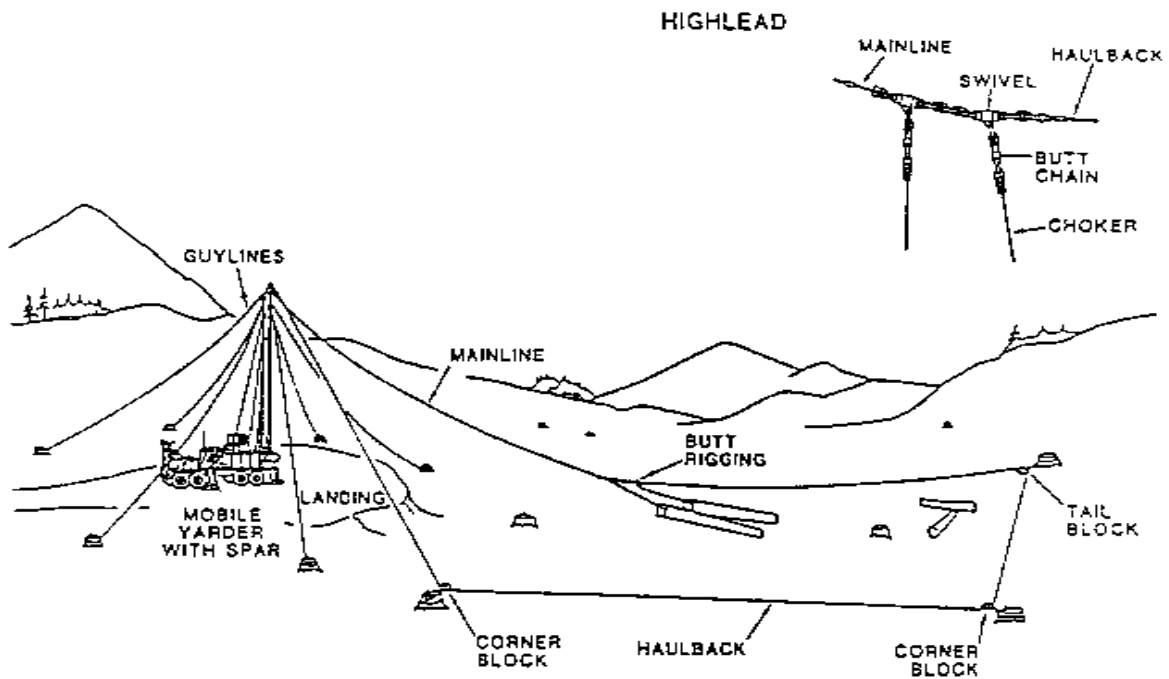 HIGHLEAD
MAINLINE
HAULBACK
SWIVEL
BUTT
CHAIN
CHOKER
GUYLINES
MAINLINE
BUTT
RIGGING
LANDING
MOBILE
YARDER
WITH SPAR
TAIL
BLOCK
CORNER
BLOCK
HAULBACK
CORNER
BLOCK